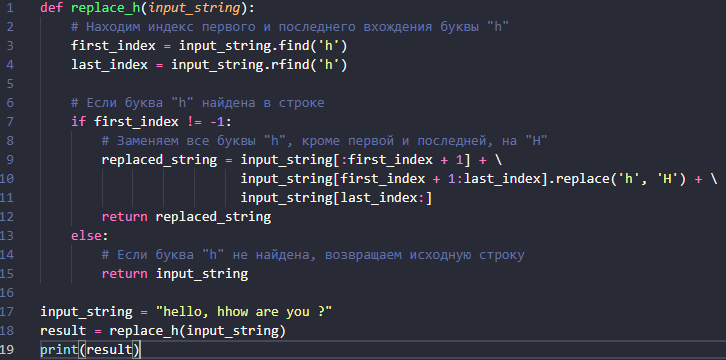 1 def replace_h(input_string):
2     # Находим индекс первого и последнего вхождения буквы "h"
3     first_index = input_string.find('h')
4     last_index = input_string.rfind('h')
5
6     # Если буква "h" найдена в строке
7     if first_index != -1:
8         # Заменяем все буквы "h", кроме первой и последней, на "H"
9         replaced_string = input_string[:first_index + 1] + \
10                           input_string[first_index + 1:last_index].replace('h', 'H') + \
11                           input_string[last_index:]
12         return replaced_string
13     else:
14         # Если буква "h" не найдена, возвращаем исходную строку
15         return input_string
16
17 input_string = "hello, hhow are you ?"
18 result = replace_h(input_string)
19 print(result)